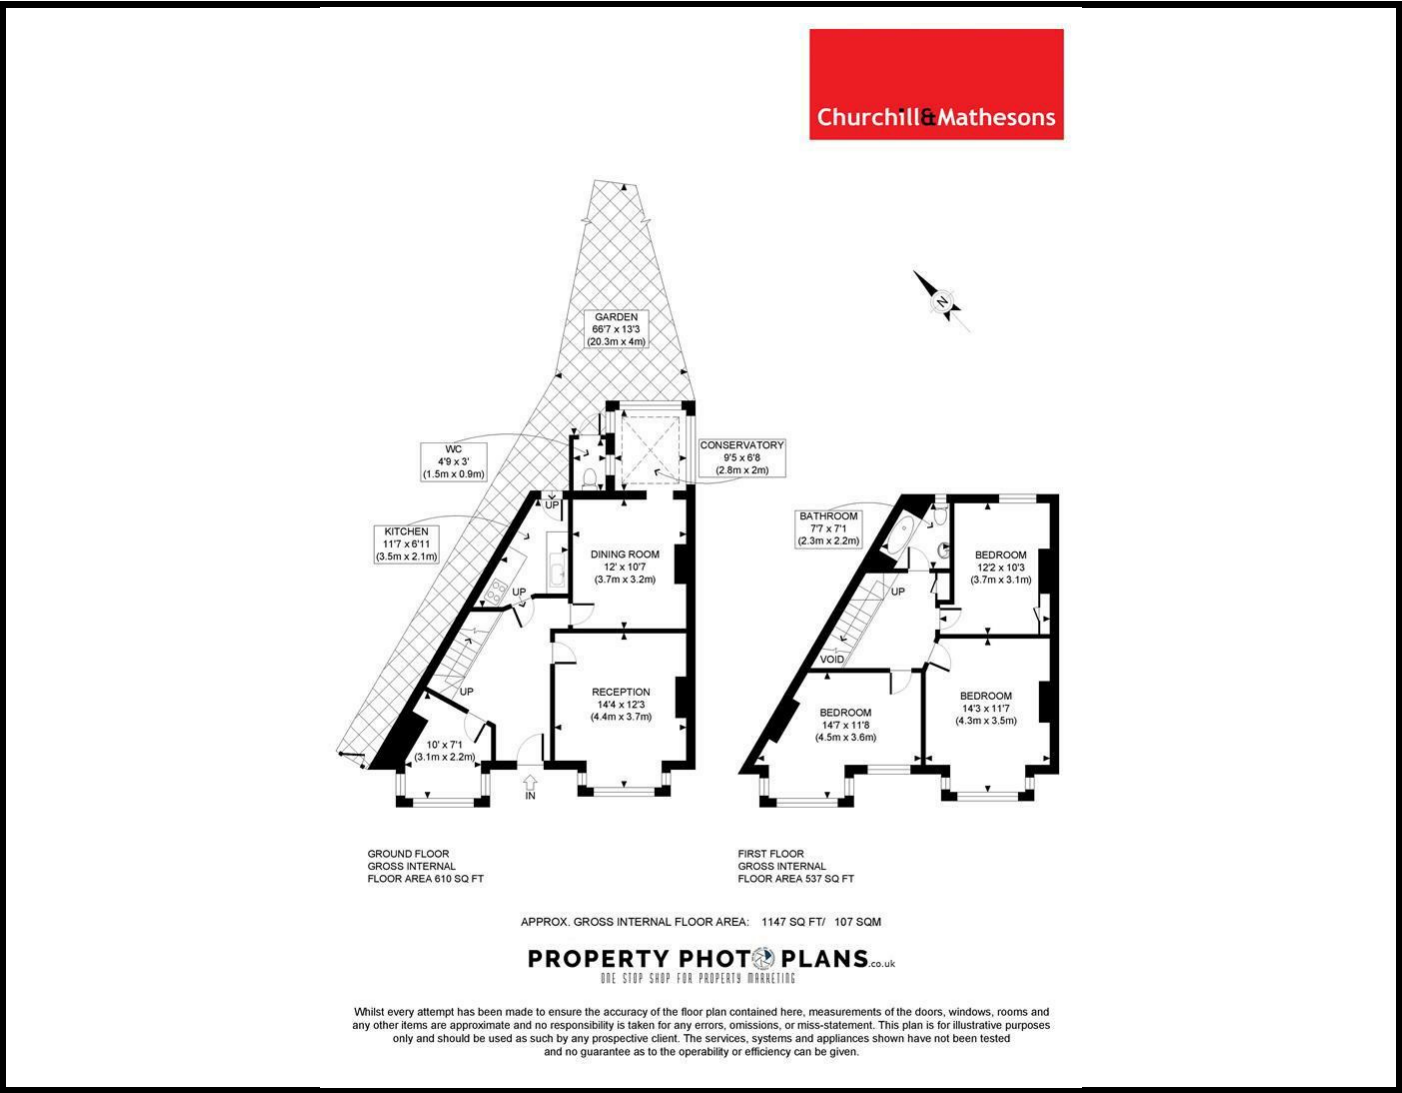 Churchill&Mathesons
N
GARDEN
66'7 x 13'3
(20.3m x 4m)
WC
4'9 x 3'
(1.5m x 0.9m)
CONSERVATORY
9'5 x 6'8
(2.8m x 2m)
KITCHEN
11'7 x 6'11
(3.5m x 2.1m)
UP
DINING ROOM
12' x 10'7
(3.7m x 3.2m)
UP
UP
RECEPTION
14'4 x 12'3
(4.4m x 3.7m)
10' x 7'1
(3.1m x 2.2m)
IN
BATHROOM
7'7 x 7'1
(2.3m x 2.2m)
BEDROOM
12'2 x 10'3
(3.7m x 3.1m)
UP
VOID
BEDROOM
14'3 x 11'7
(4.3m x 3.5m)
BEDROOM
14'7 x 11'8
(4.5m x 3.6m)
GROUND FLOOR
GROSS INTERNAL
FLOOR AREA 610 SQ FT
FIRST FLOOR
GROSS INTERNAL
FLOOR AREA 537 SQ FT
APPROX. GROSS INTERNAL FLOOR AREA: 1147 SQ FT/ 107 SQM
PROPERTY PHOTO PLANS.co.uk
ONE STOP SHOP FOR PROPERTY MARKETING
Whilst every attempt has been made to ensure the accuracy of the floor plan contained here, measurements of the doors, windows, rooms and
any other items are approximate and no responsibility is taken for any errors, omissions, or miss-statement. This plan is for illustrative purposes
only and should be used as such by any prospective client. The services, systems and appliances shown have not been tested
and no guarantee as to the operability or efficiency can be given.